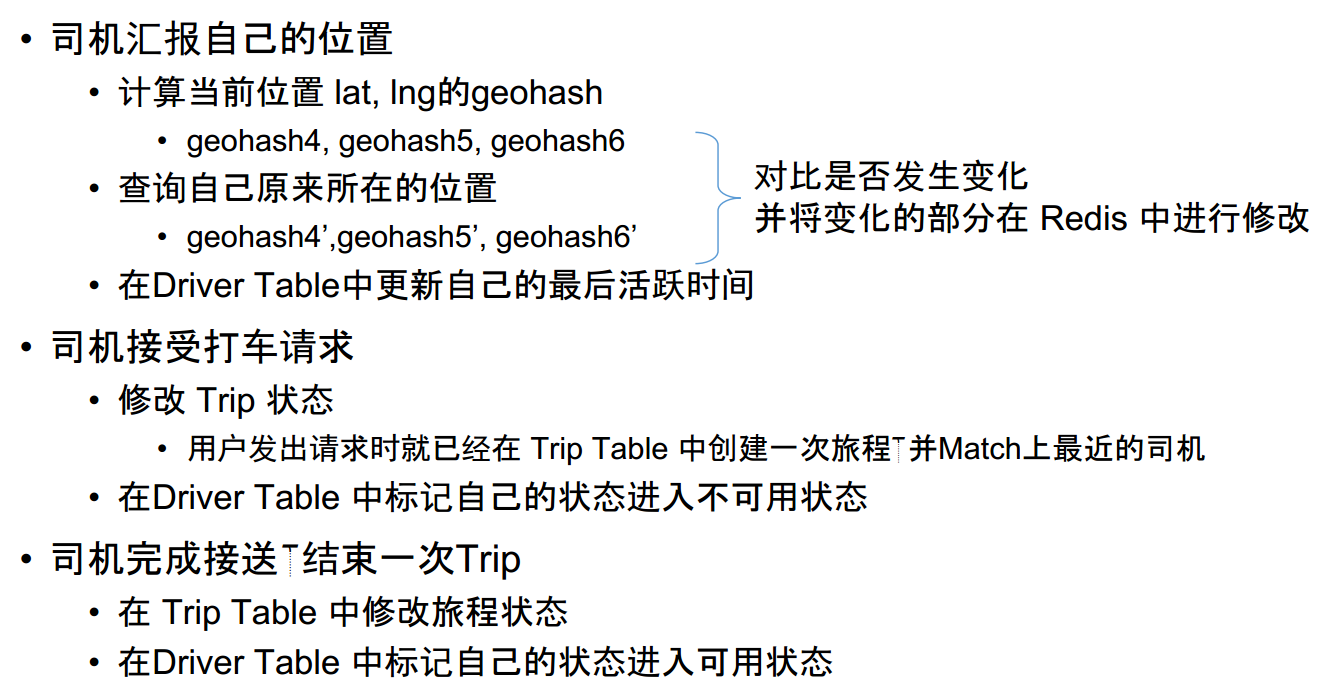 • 司机汇报自己的位置
• 计算当前位置 lat, lng的geohash
• geohash4, geohash5, geohash6
• 查询自己原来所在的位置
• geohash4’,geohash5’, geohash6’
对比是否发生变化
并将变化的部分在 Redis 中进行修改
• 在Driver Table中更新自己的最后活跃时间
• 司机接受打车请求
• 修改 Trip 状态
• 用户发出请求时就已经在 Trip Table 中创建一次旅程 并Match上最近的司机
• 在Driver Table 中标记自己的状态进入不可用状态
• 司机完成接送 结束一次Trip
• 在 Trip Table 中修改旅程状态
• 在Driver Table 中标记自己的状态进入可用状态